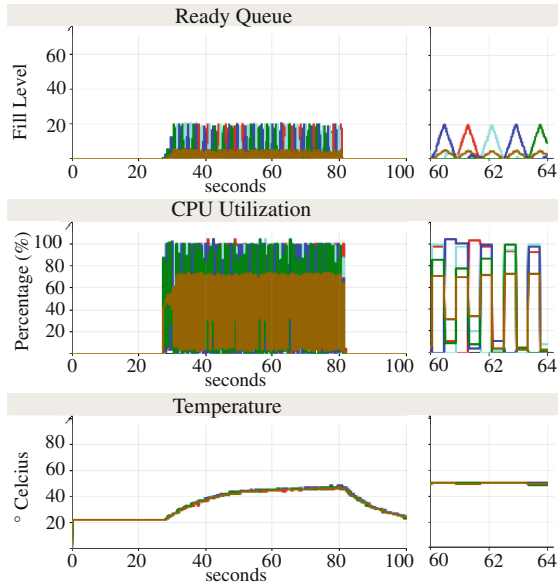 Ready Queue
Fill Level
60
40
20
0 20 40 60 80 100
60 62 64
seconds
CPU Utilization
Percentage (%)
100
80
60
40
20
0 20 40 60 80 100
60 62 64
seconds
Temperature
° Celcius
80
60
40
20
0 20 40 60 80 100
60 62 64
seconds